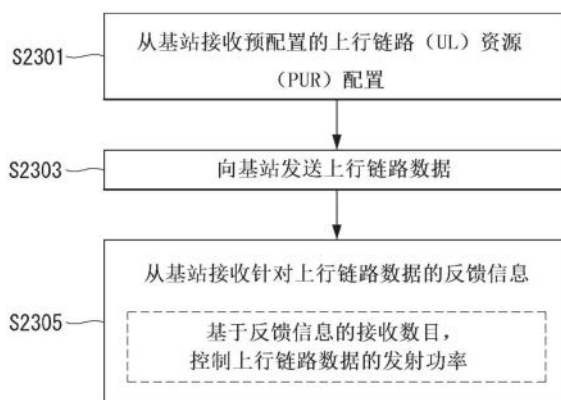 S2301
从基站接收预配置的上行链路（UL）资源
（PUR）配置
S2303
向基站发送上行链路数据
S2305
从基站接收针对上行链路数据的反馈信息
基于反馈信息的接收数目，
控制上行链路数据的发射功率